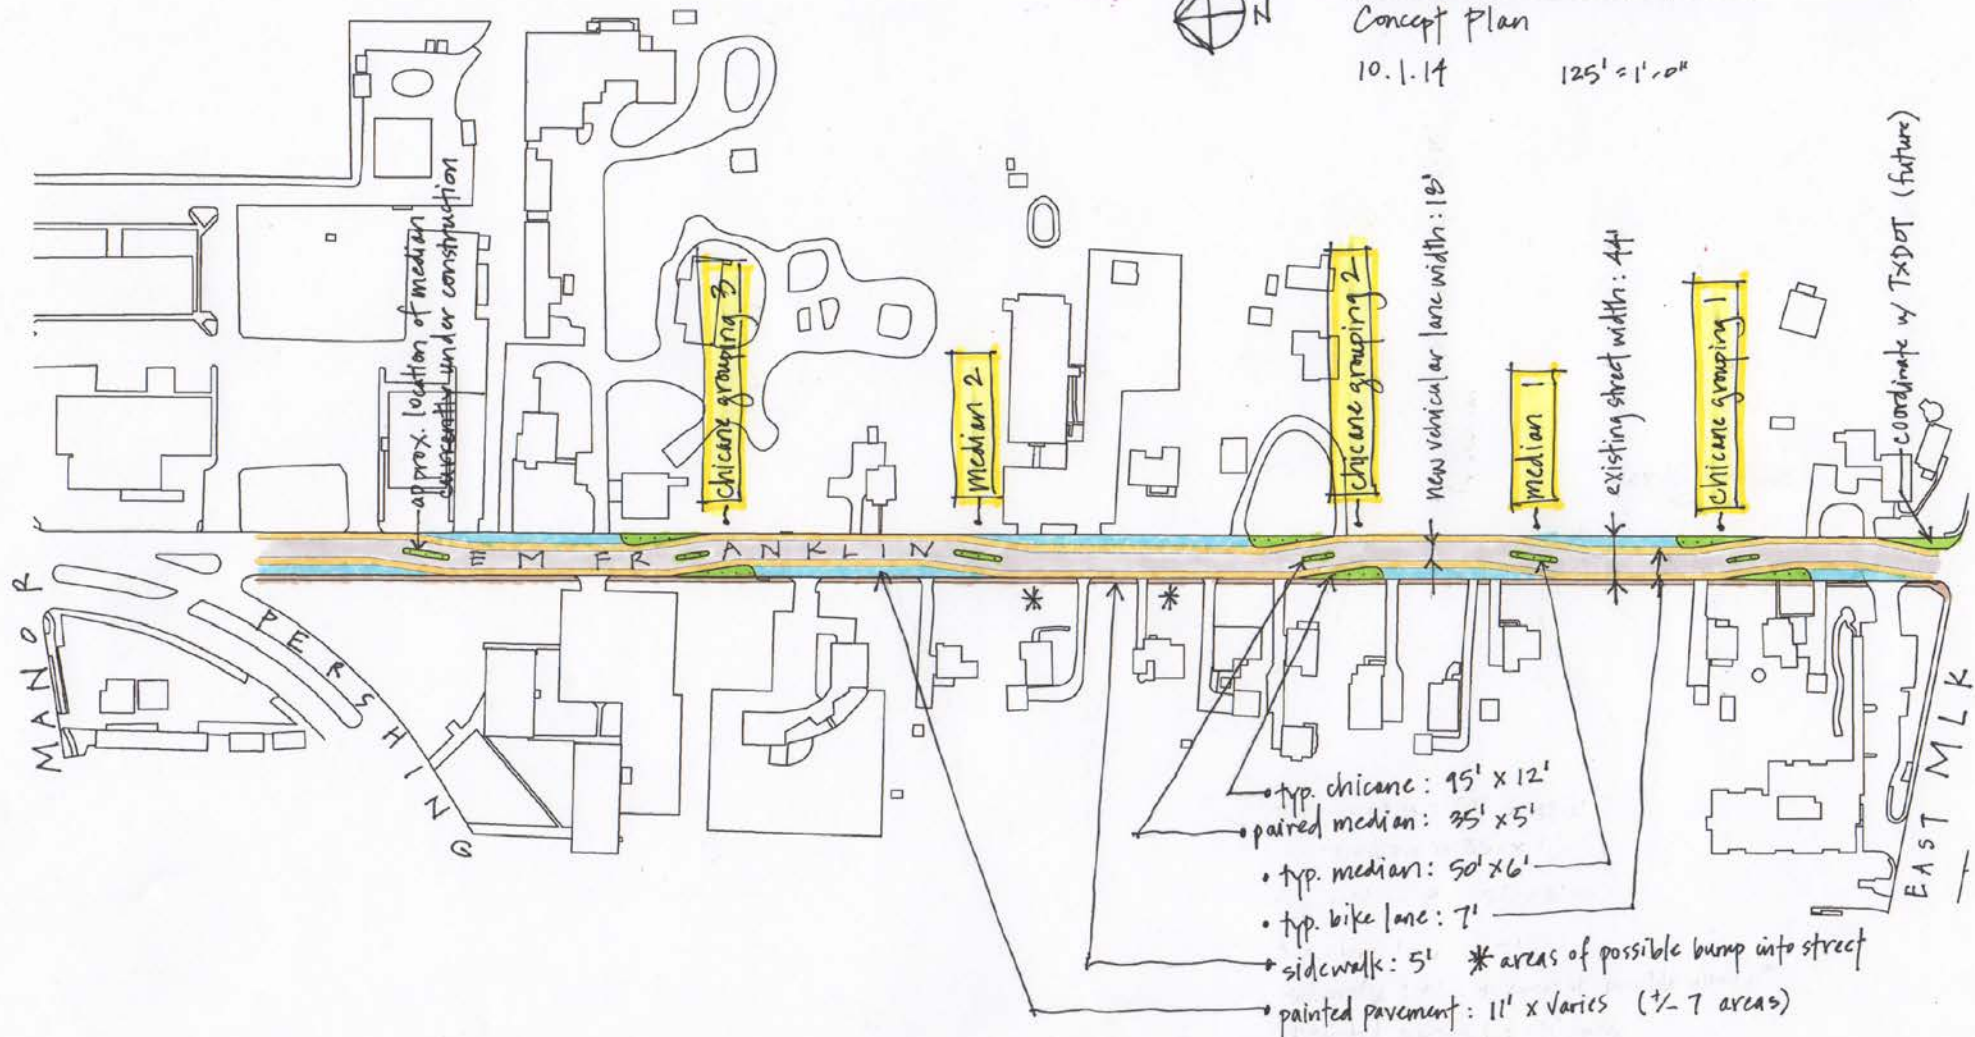 N
Concept Plan
10.1.14 125'=1'-0"
coordinate w/ TxDOT (future)
approx. location of median
currently under construction
chicane grouping 3
median 2
chicane grouping 2
new vehicular lane width: 18'
median 1
existing street width: 44'
chicane grouping 1
E M FRANKLIN
MANOR
PERSHING
EAST MLK
* *
• typ. chicane: 95' x 12'
• paired median: 35' x 5'
• typ. median: 50' x 6'
• typ. bike lane: 7'
• sidewalk: 5' * areas of possible bump into street
• painted pavement: 11' x varies (+/- 7 areas)